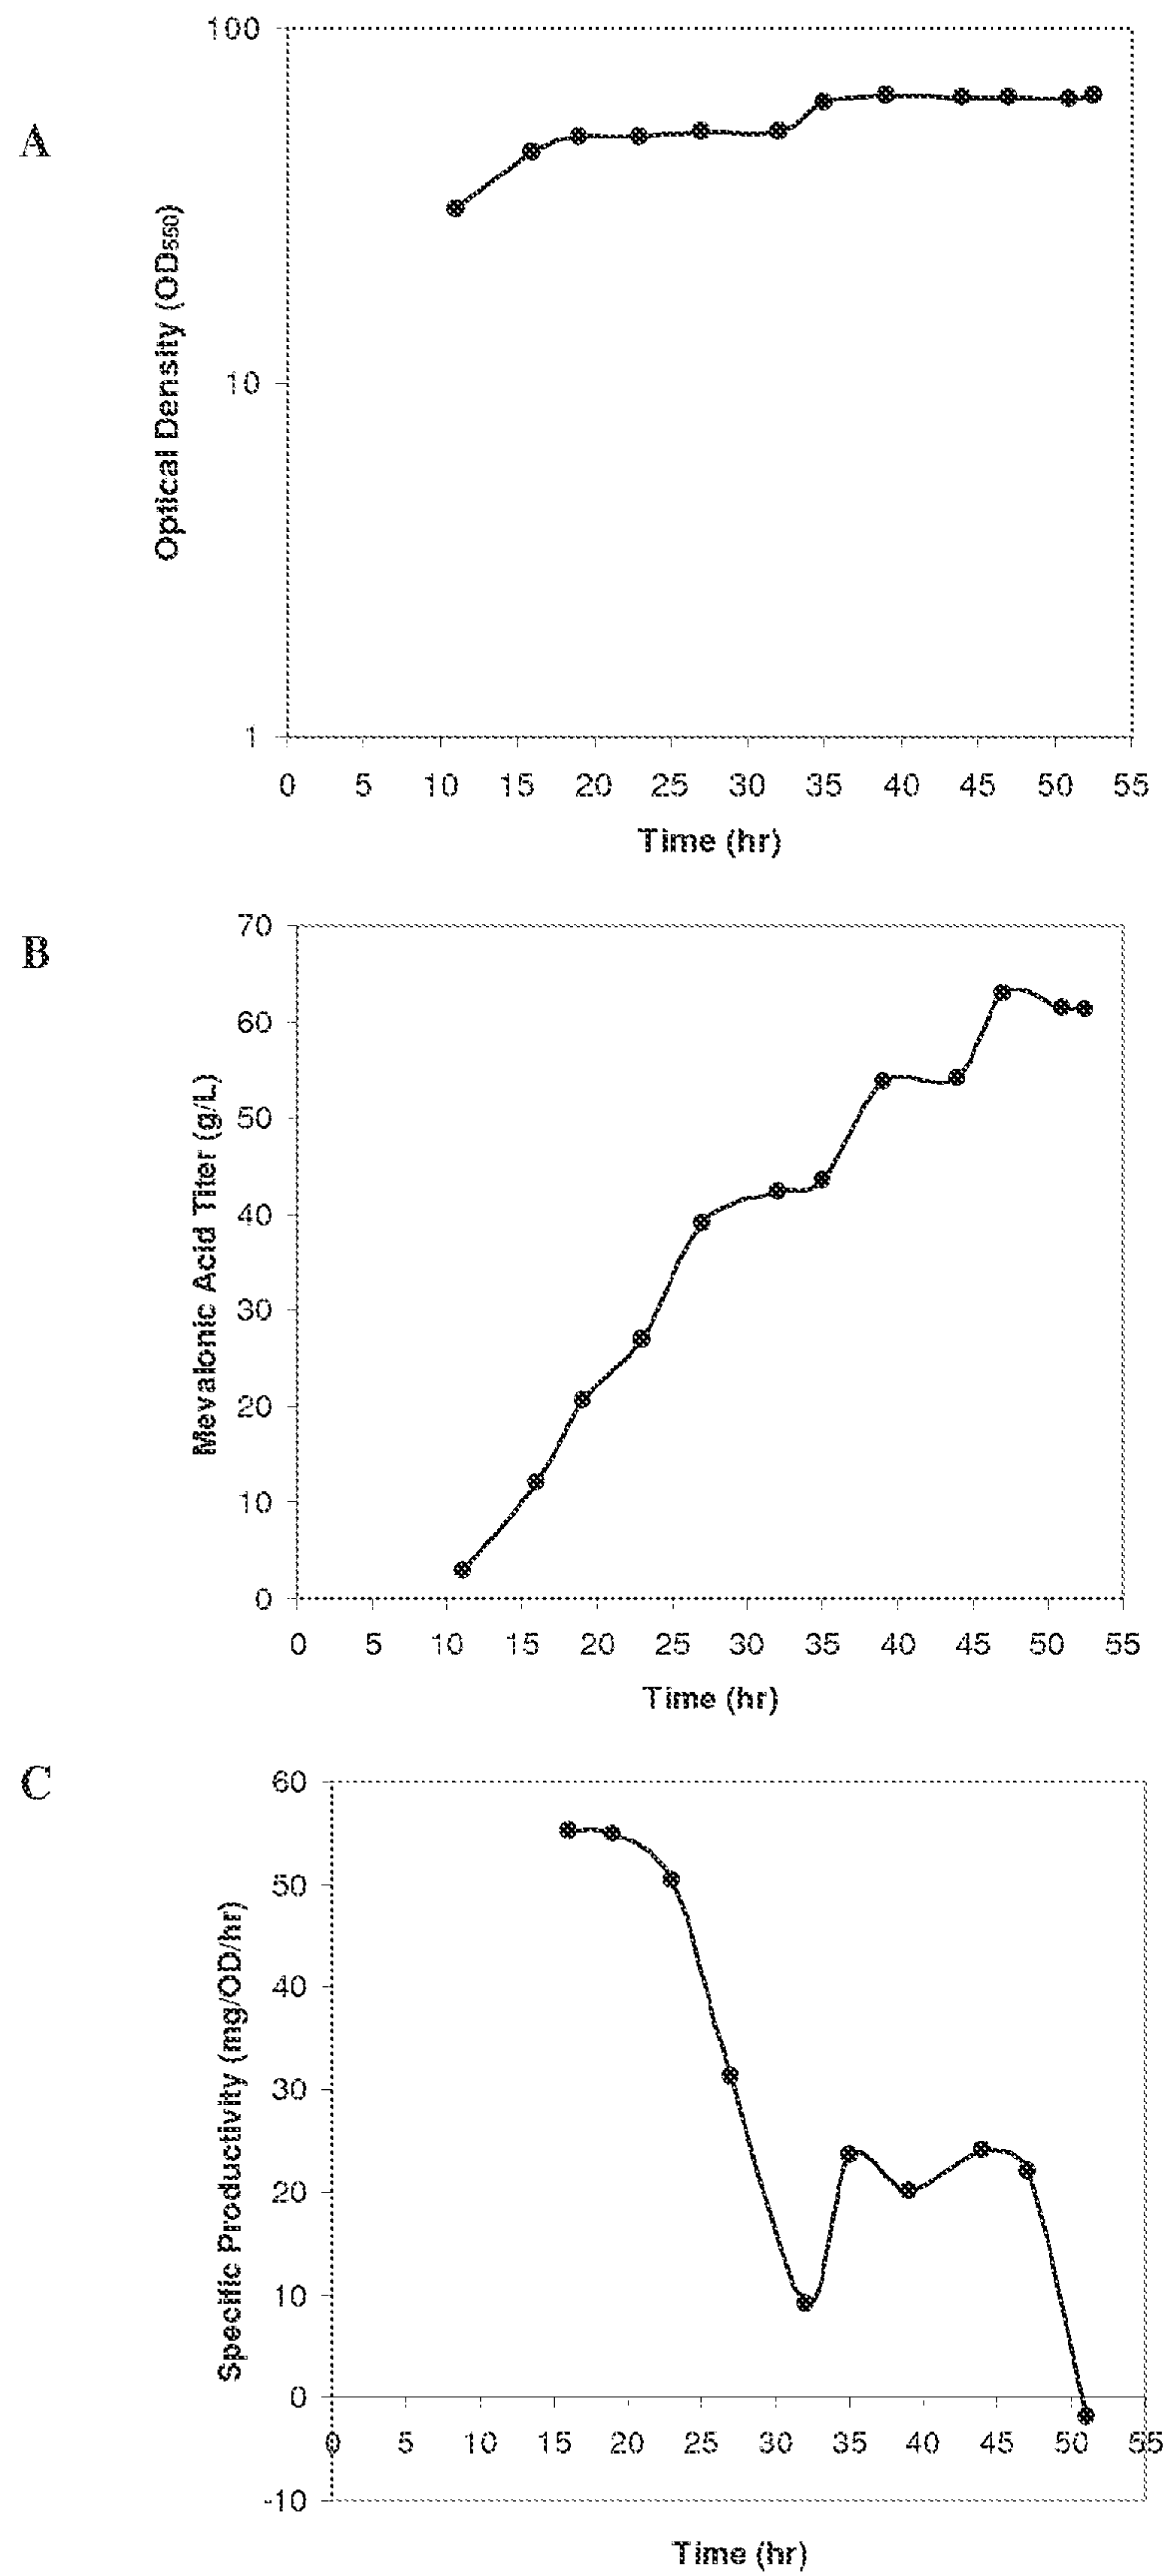 A
100
10
1
Optical Density (OD550)
0 5 10 15 20 25 30 35 40 45 50 55
Time (hr)
B
70
60
50
40
30
20
10
0
Mevalonic Acid Titer (g/L)
0 5 10 15 20 25 30 35 40 45 50 55
Time (hr)
C
60
50
40
30
20
10
0
-10
Specific Productivity (mg/OD/hr)
0 5 10 15 20 25 30 35 40 45 50 55
Time (hr)